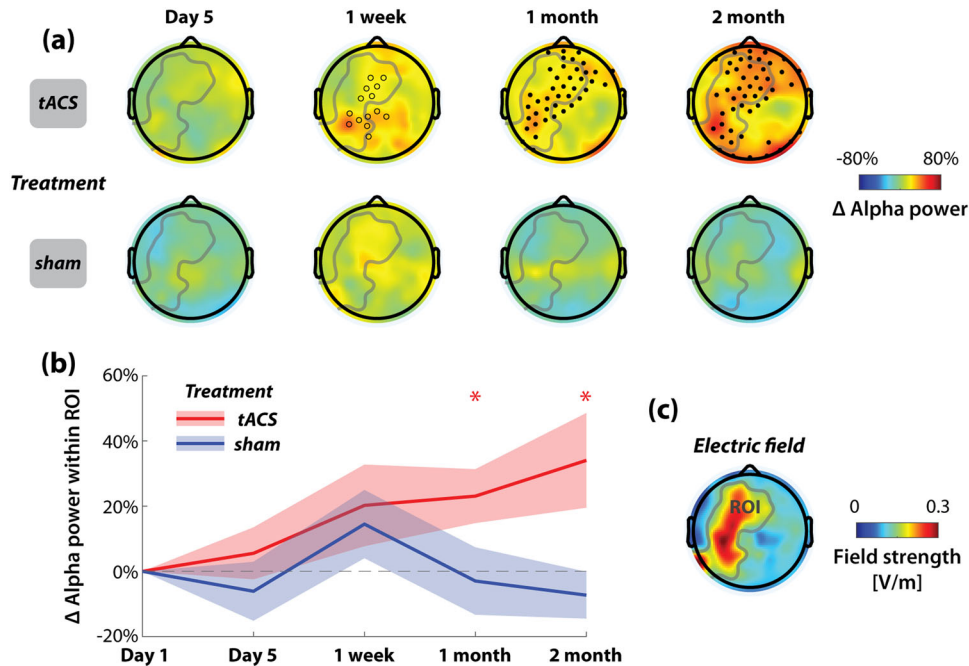 (a)
Day 5
1 week
1 month
2 month
tACS
Treatment
sham
-80% 80%
Δ Alpha power
(b)
Δ Alpha power within ROI
60%
40%
20%
0%
-20%
Treatment
tACS
sham
*
*
Day 1
Day 5
1 week
1 month
2 month
(c)
Electric field
ROI
0 0.3
Field strength
[V/m]